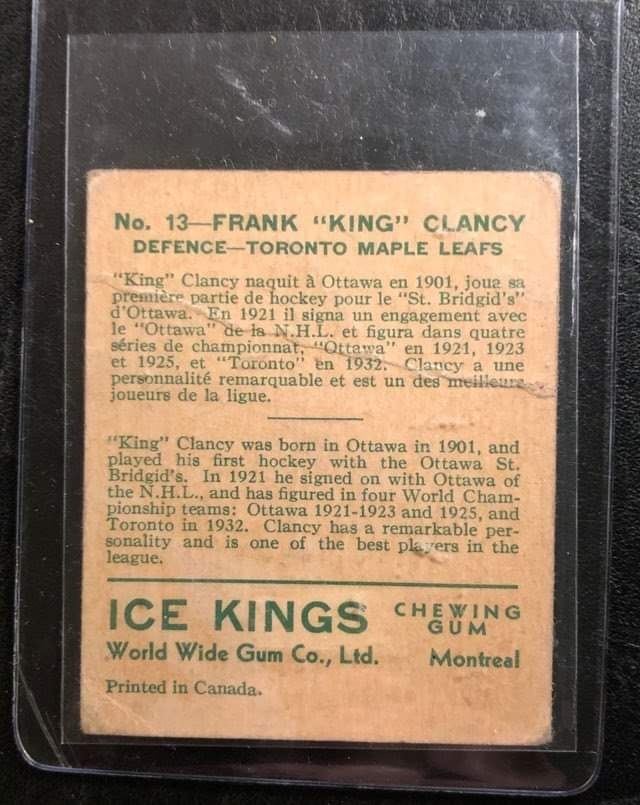 No. 13—FRANK "KING" CLANCY
DEFENCE—TORONTO MAPLE LEAFS
"King" Clancy naquit à Ottawa en 1901, joua sa
première partie de hockey pour le "St. Bridgid's"
d'Ottawa. En 1921 il signa un engagement avec
le "Ottawa" de la N.H.L. et figura dans quatre
séries de championnat, "Ottawa" en 1921, 1923
et 1925, et "Toronto" en 1932. Clancy a une
personnalité remarquable et est un des meilleurs
joueurs de la ligue.
"King" Clancy was born in Ottawa in 1901, and
played his first hockey with the Ottawa St.
Bridgid's. In 1921 he signed on with Ottawa of
the N.H.L., and has figured in four World Cham-
pionship teams: Ottawa 1921-1923 and 1925, and
Toronto in 1932. Clancy has a remarkable per-
sonality and is one of the best players in the
league.
ICE KINGS CHEWING
GUM
World Wide Gum Co., Ltd. Montreal
Printed in Canada.